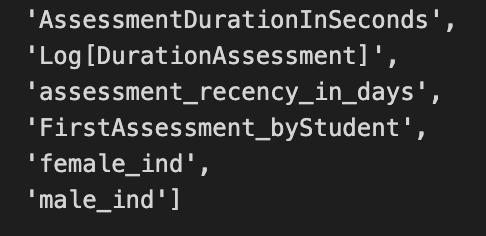 'AssessmentDurationInSeconds',
'Log[DurationAssessment]',
'assessment_recency_in_days',
'FirstAssessment_byStudent',
'female_ind',
'male_ind']